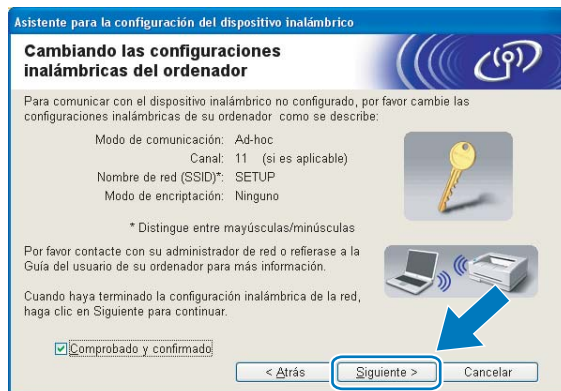 Asistente para la configuración del dispositivo inalámbrico
Cambiando las configuraciones
inalámbricas del ordenador
Para comunicar con el dispositivo inalámbrico no configurado, por favor cambie las
configuraciones inalámbricas de su ordenador como se describe:
Modo de comunicación: Ad-hoc
Canal: 11 (si es aplicable)
Nombre de red (SSID)*: SETUP
Modo de encriptación: Ninguno
* Distingue entre mayúsculas/minúsculas
Por favor contacte con su administrador de red o refierase a la
Guía del usuario de su ordenador para más información.
Cuando haya terminado la configuración inalámbrica de la red,
haga clic en Siguiente para continuar.
Comprobado y confirmado
< Atrás Siguiente > Cancelar